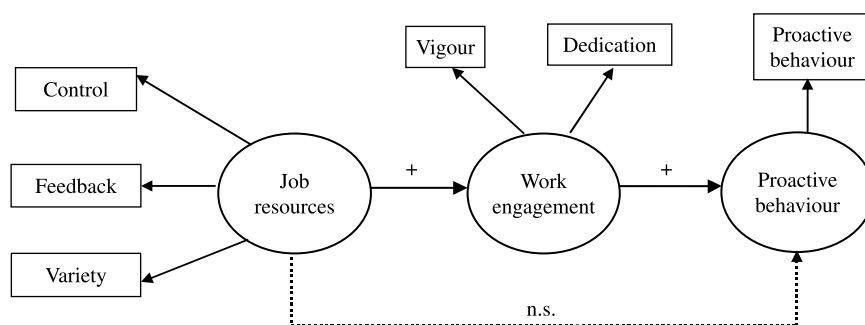 Control
Feedback
Variety
Job
resources
+
Vigour
Dedication
Work
engagement
+
Proactive
behaviour
Proactive
behaviour
n.s.